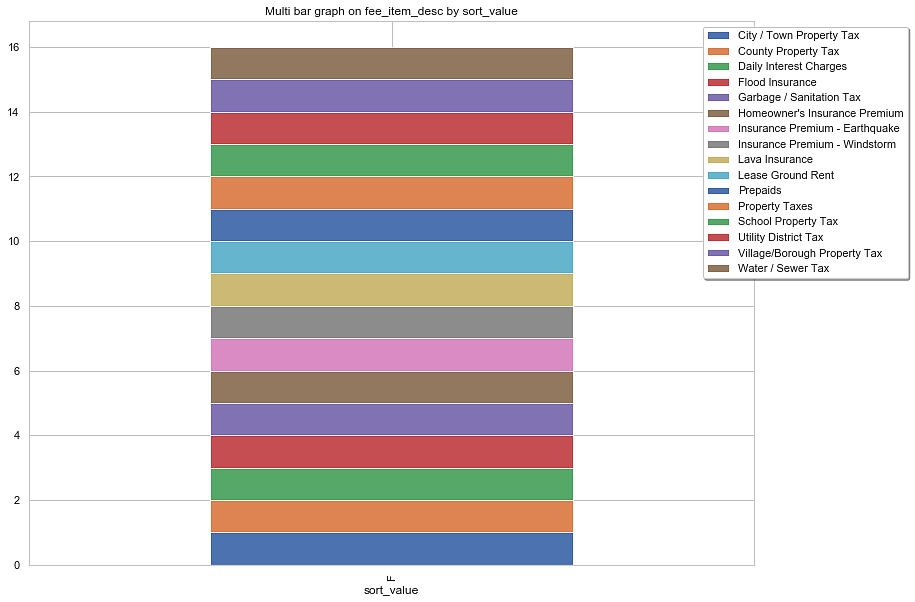 Multi bar graph on fee_item_desc by sort_value
16
14
12
10
8
6
4
2
0
F
sort_value
City / Town Property Tax
County Property Tax
Daily Interest Charges
Flood Insurance
Garbage / Sanitation Tax
Homeowner's Insurance Premium
Insurance Premium - Earthquake
Insurance Premium - Windstorm
Lava Insurance
Lease Ground Rent
Prepaids
Property Taxes
School Property Tax
Utility District Tax
Village/Borough Property Tax
Water / Sewer Tax